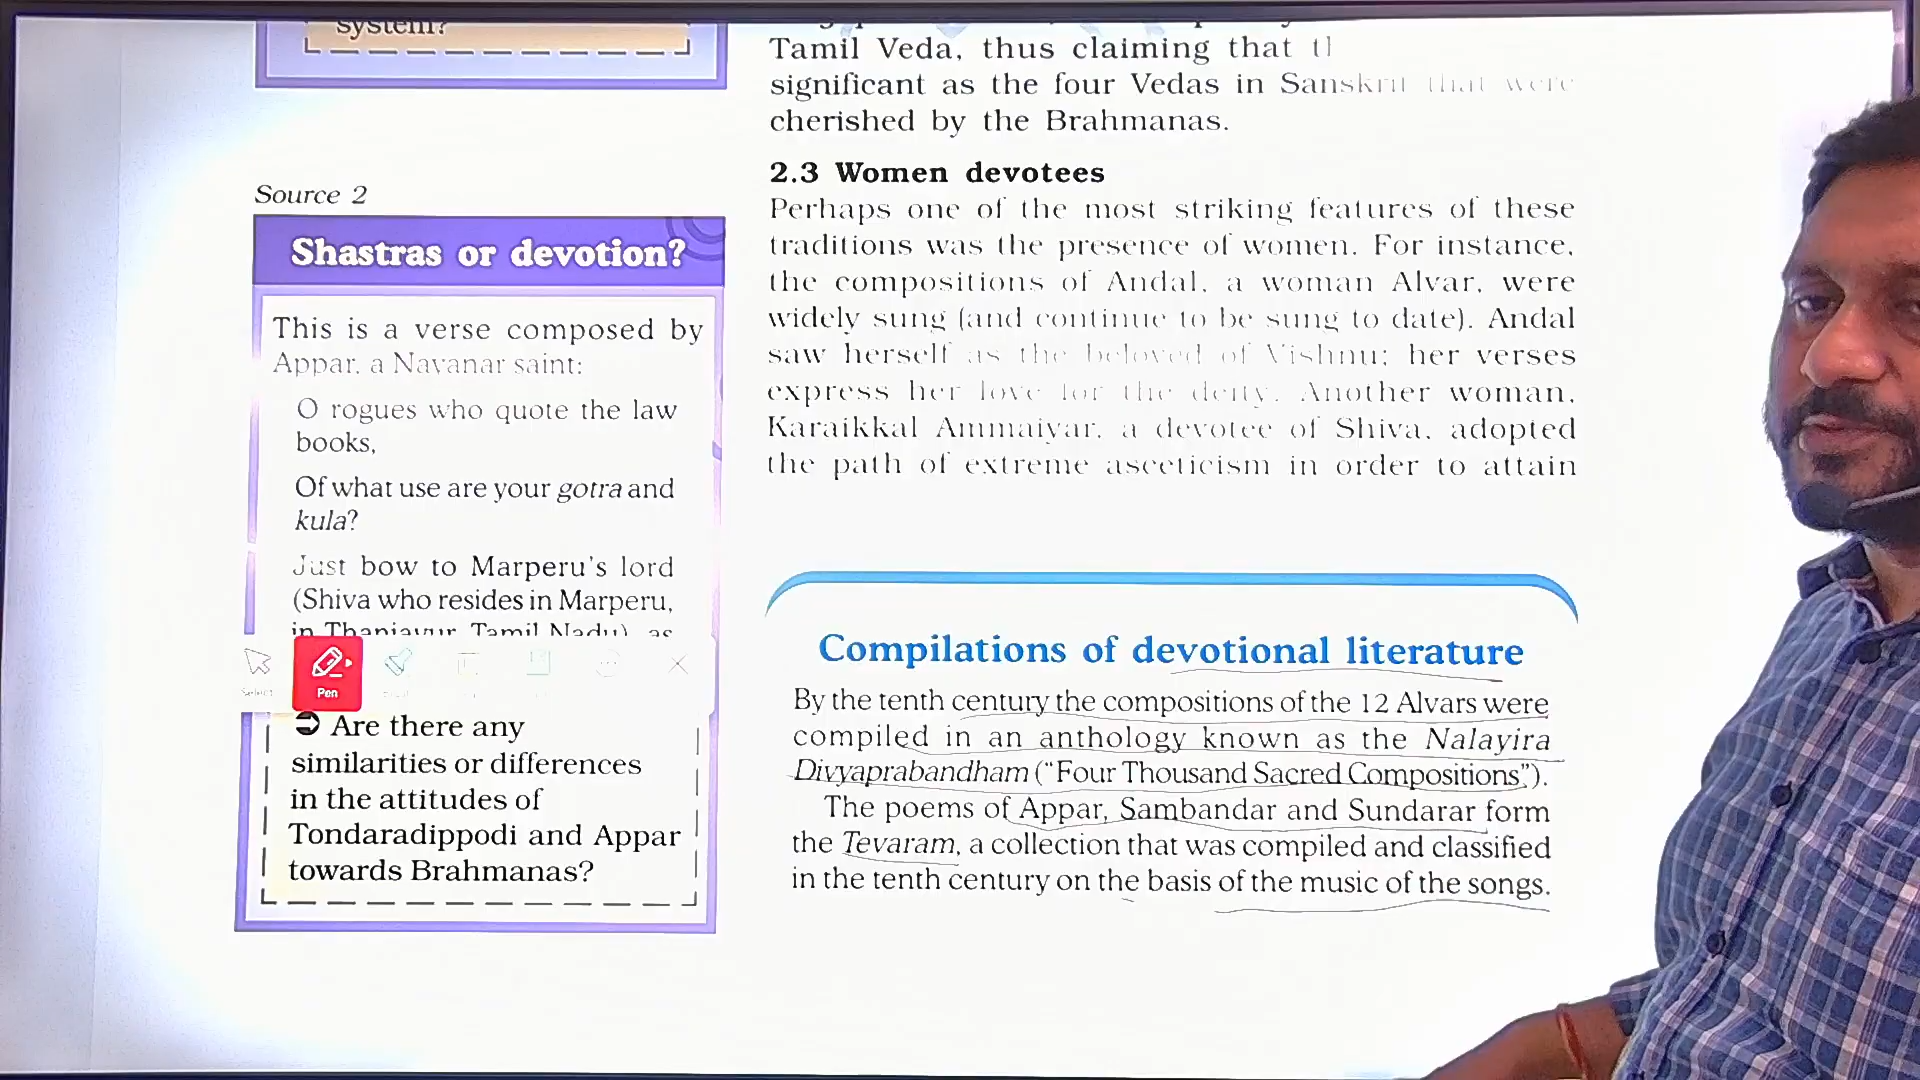 system?
Source 2
Shastras or devotion?
This is a verse composed by
Appar, a Nayanar saint:
O rogues who quote the law
books,
Of what use are your gotra and
kula?
Just bow to Marperu's lord
(Shiva who resides in Marperu,
in Thanjavur, Tamil Nadu), as
Select
Pen
➲ Are there any
similarities or differences
in the attitudes of
Tondaradippodi and Appar
towards Brahmanas?
Tamil Veda, thus claiming that
significant as the four Vedas in Sanskrit that were
cherished by the Brahmanas.
2.3 Women devotees
Perhaps one of the most striking features of these
traditions was the presence of women. For instance,
the compositions of Andal, a woman Alvar, were
widely sung (and continue to be sung to date). Andal
saw herself as the beloved of Vishnu; her verses
express her love for the deity. Another woman,
Karaikkal Ammaiyar, a devotee of Shiva, adopted
the path of extreme asceticism in order to attain
Compilations of devotional literature
By the tenth century the compositions of the 12 Alvars were
compiled in an anthology known as the Nalayira
Divyaprabandham ("Four Thousand Sacred Compositions").
The poems of Appar, Sambandar and Sundarar form
the Tevaram, a collection that was compiled and classified
in the tenth century on the basis of the music of the songs.